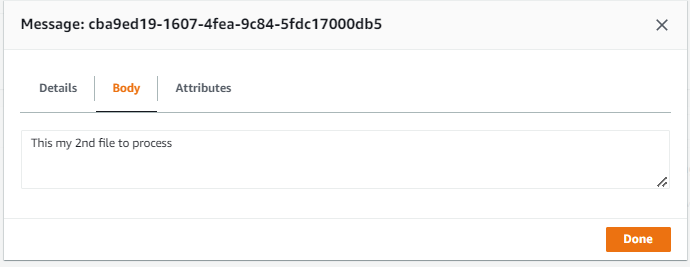 Message: cba9ed19-1607-4fea-9c84-5fdc17000db5
Details
Body
Attributes
This my 2nd file to process
Done